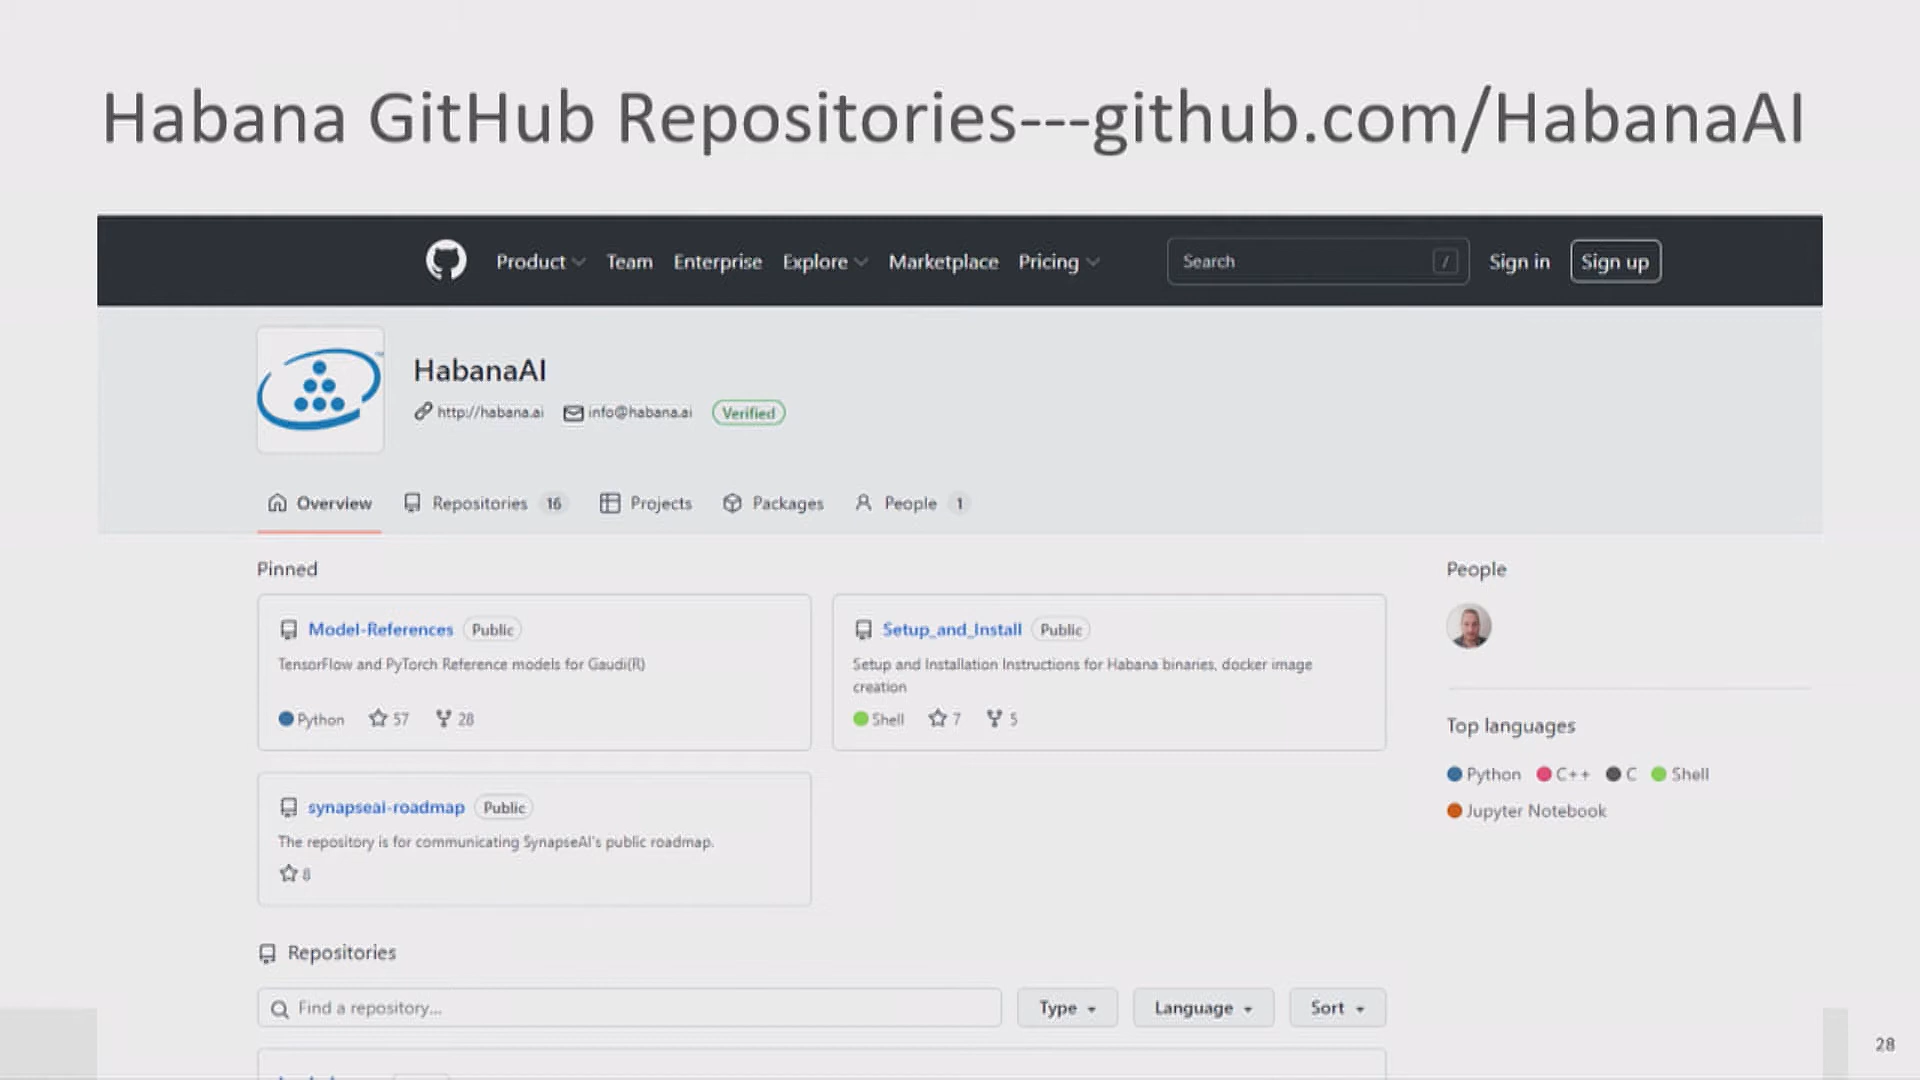 Habana GitHub Repositories---github.com/HabanaAI
Product Team Enterprise Explore Marketplace Pricing Search / Sign in Sign up
HabanaAI
http://habana.ai info@habana.ai Verified
Overview Repositories 16 Projects Packages People 1
Pinned
Model-References Public
TensorFlow and PyTorch Reference models for Gaudi(R)
Python 57 28
Setup_and_Install Public
Setup and Installation Instructions for Habana binaries, docker image
creation
Shell 7 5
synapseai-roadmap Public
The repository is for communicating SynapseAI's public roadmap.
8
People
Top languages
Python C++ C Shell
Jupyter Notebook
Repositories
Find a repository... Type Language Sort
28